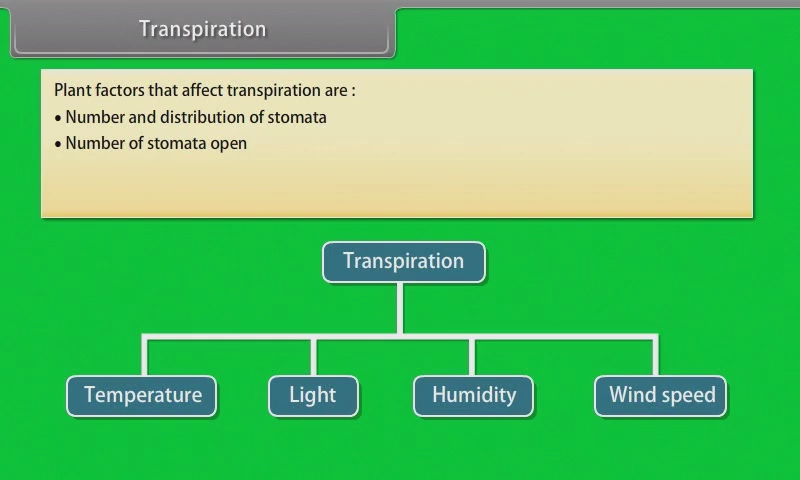 Transpiration
Plant factors that affect transpiration are :
• Number and distribution of stomata
• Number of stomata open
Transpiration
Temperature
Light
Humidity
Wind speed